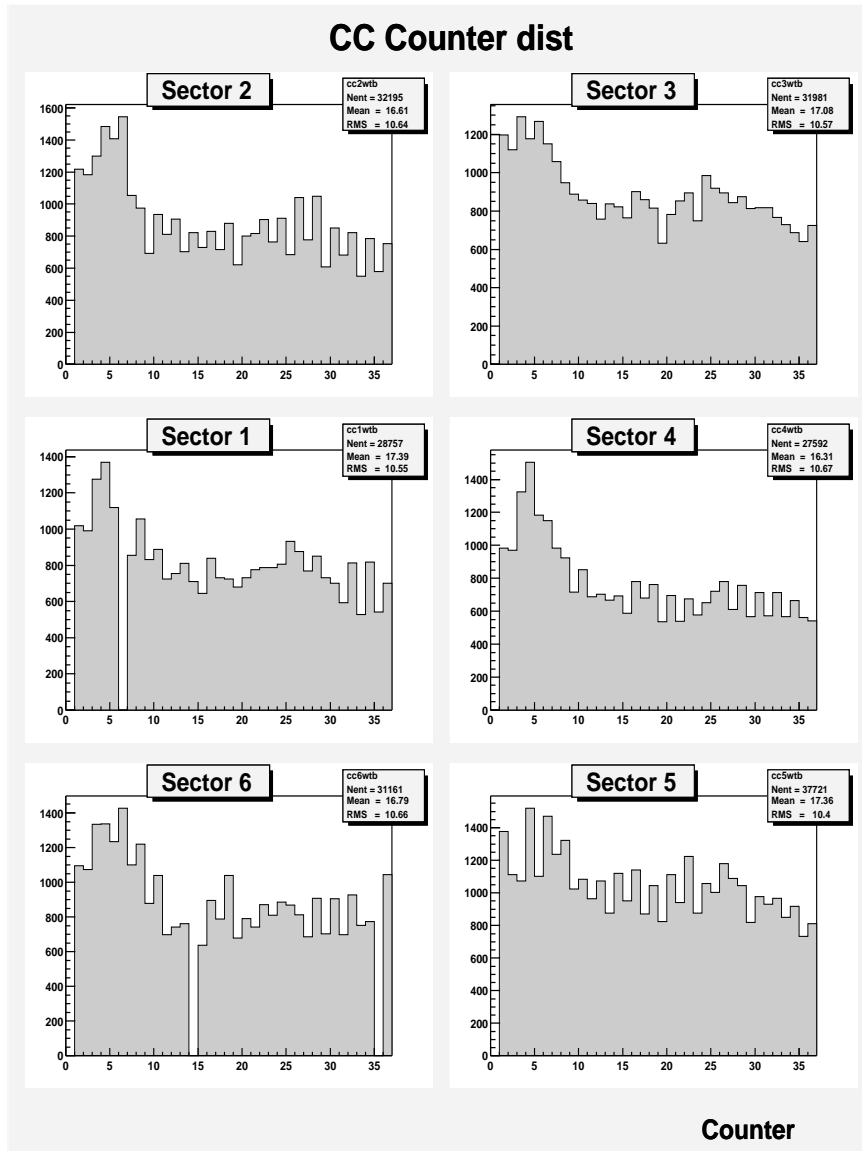 CC Counter dist
Sector 2
cc2wtb
Nent = 32195
Mean = 16.61
RMS = 10.64
1600
1400
1200
1000
800
600
400
200
0
0 5 10 15 20 25 30 35
Sector 3
cc3wtb
Nent = 31981
Mean = 17.08
RMS = 10.57
1200
1000
800
600
400
200
0
0 5 10 15 20 25 30 35
Sector 1
cc1wtb
Nent = 28757
Mean = 17.39
RMS = 10.55
1400
1200
1000
800
600
400
200
0
0 5 10 15 20 25 30 35
Sector 4
cc4wtb
Nent = 27592
Mean = 16.31
RMS = 10.67
1400
1200
1000
800
600
400
200
0
0 5 10 15 20 25 30 35
Sector 6
cc6wtb
Nent = 31161
Mean = 16.79
RMS = 10.66
1400
1200
1000
800
600
400
200
0
0 5 10 15 20 25 30 35
Sector 5
cc5wtb
Nent = 37721
Mean = 17.36
RMS = 10.4
1400
1200
1000
800
600
400
200
0
0 5 10 15 20 25 30 35
Counter